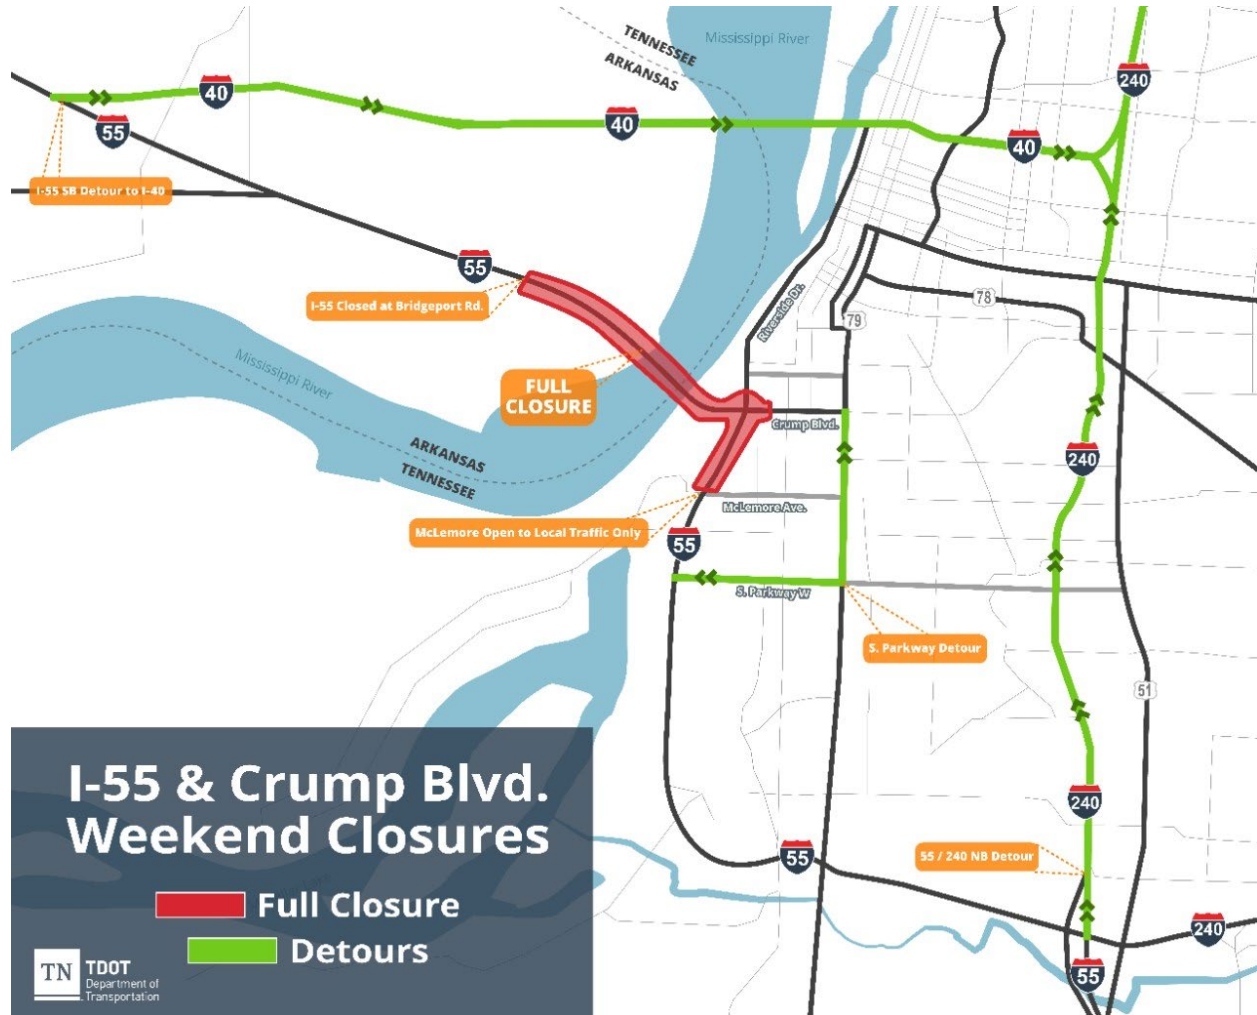 Mississippi River
TENNESSEE
ARKANSAS
240
40
40
40
55
I-55 SB Detour to I-40
55
I-55 Closed at Bridgeport Rd.
Riverside Dr.
78
79
Mississippi River
FULL
CLOSURE
Crump Blvd.
ARKANSAS
TENNESSEE
240
McLemore Ave.
McLemore Open to Local Traffic Only
55
S. Parkway W
S. Parkway Detour
51
I-55 & Crump Blvd.
Weekend Closures
Full Closure
Detours
TN
TDOT
Department of
Transportation
240
55
55 / 240 NB Detour
240
55